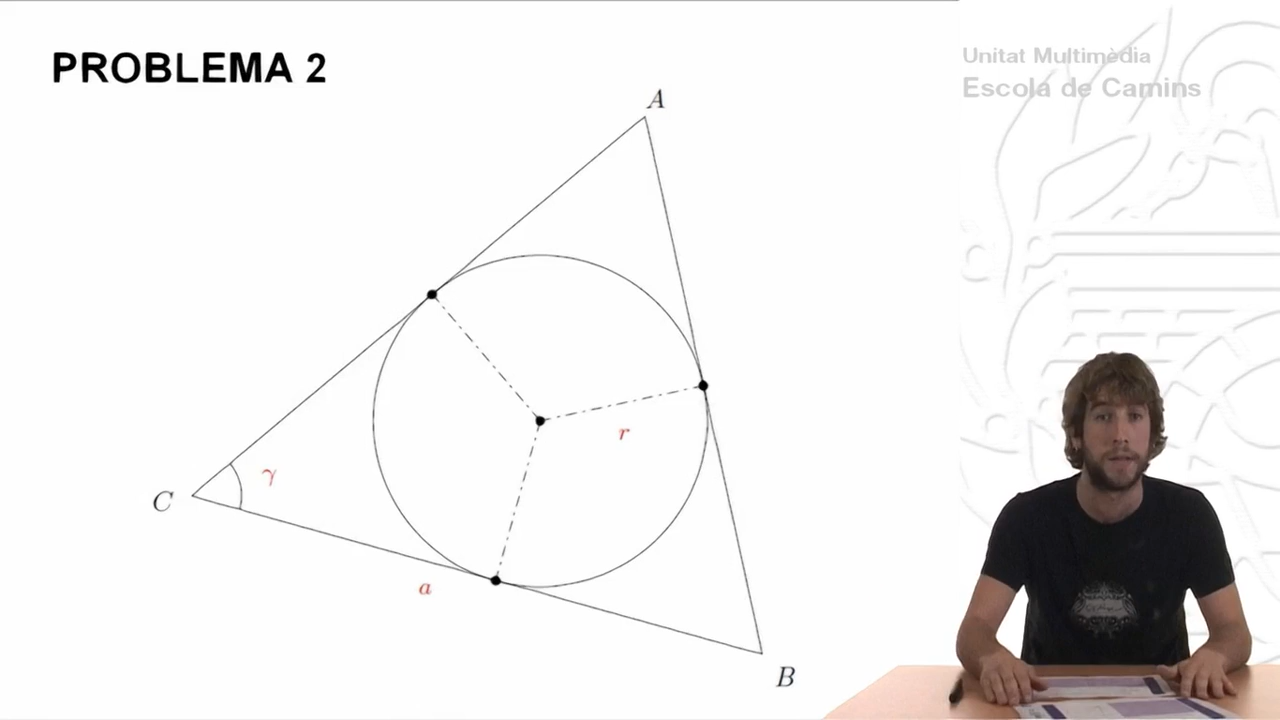 PROBLEMA 2
Unitat Multimèdia
Escola de Camins
A
r
γ
C
a
B